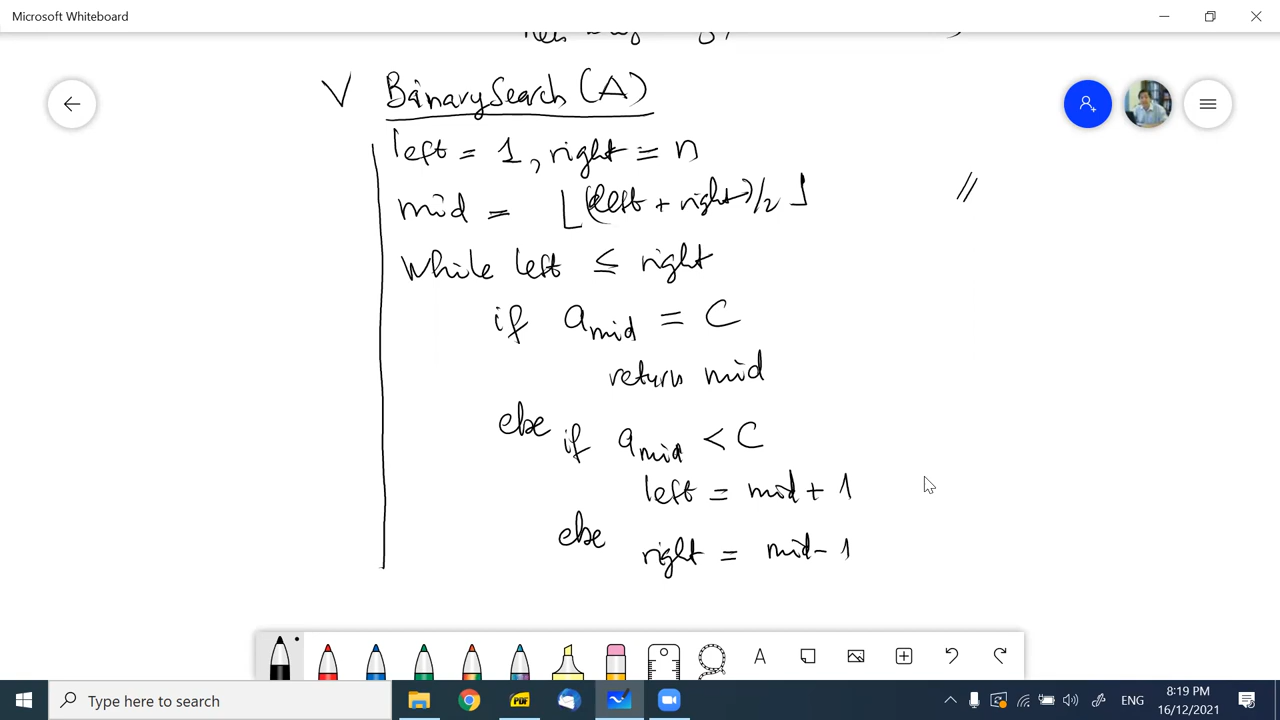 Microsoft Whiteboard
V BinarySearch (A)
left = 1, right = n
mid = ⌊(left + right)/2⌋ //
while left ≤ right
if a_mid = C
return mid
else if a_mid < C
left = mid + 1
else right = mid - 1
A
Type here to search
PDF
ENG
8:19 PM
16/12/2021